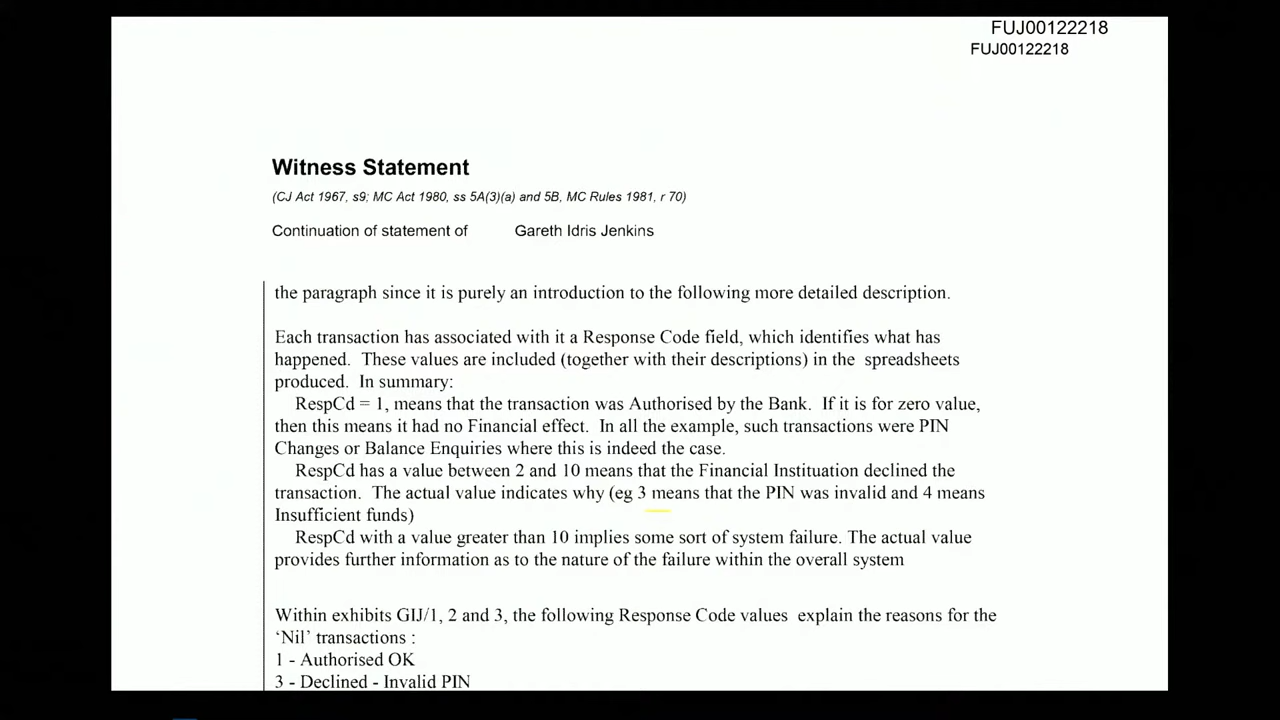 FUJ00122218
FUJ00122218
Witness Statement
(CJ Act 1967, s9; MC Act 1980, ss 5A(3)(a) and 5B, MC Rules 1981, r 70)
Continuation of statement of Gareth Idris Jenkins
the paragraph since it is purely an introduction to the following more detailed description.
Each transaction has associated with it a Response Code field, which identifies what has
happened. These values are included (together with their descriptions) in the spreadsheets
produced. In summary:
RespCd = 1, means that the transaction was Authorised by the Bank. If it is for zero value,
then this means it had no Financial effect. In all the example, such transactions were PIN
Changes or Balance Enquiries where this is indeed the case.
RespCd has a value between 2 and 10 means that the Financial Instituation declined the
transaction. The actual value indicates why (eg 3 means that the PIN was invalid and 4 means
Insufficient funds)
RespCd with a value greater than 10 implies some sort of system failure. The actual value
provides further information as to the nature of the failure within the overall system
Within exhibits GIJ/1, 2 and 3, the following Response Code values explain the reasons for the
‘Nil’ transactions :
1 - Authorised OK
3 - Declined - Invalid PIN